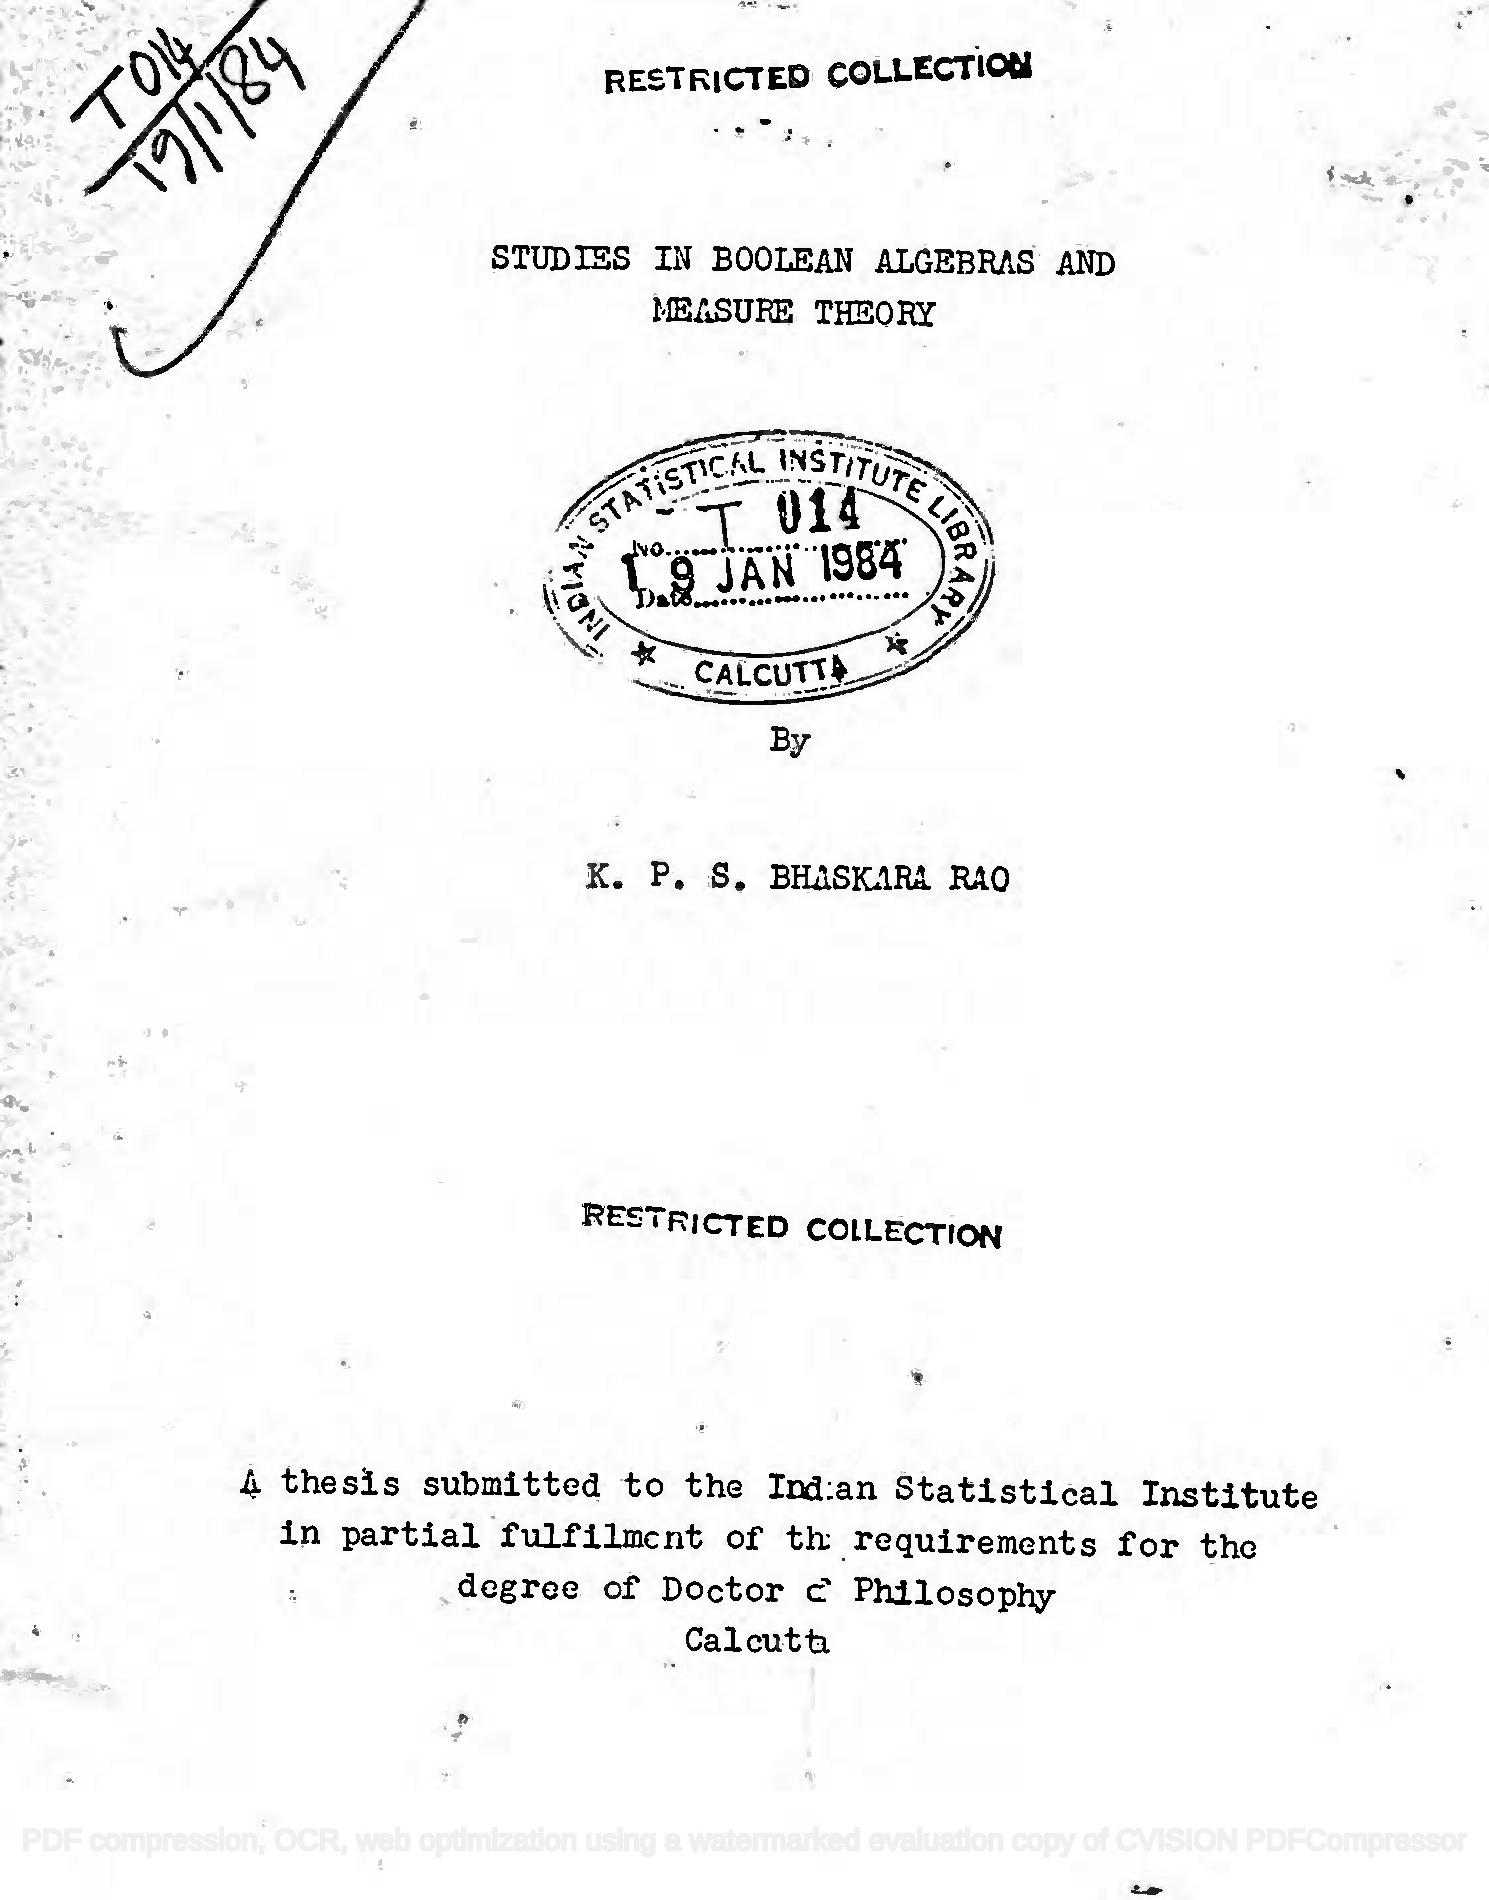 T014
19/1/84
RESTRICTED COLLECTION
STUDIES IN BOOLEAN ALGEBRAS AND
MEASURE THEORY
INDIAN STATISTICAL INSTITUTE LIBRARY
No. T 014
Date 19 JAN 1984
★ CALCUTTA ★
By
K. P. S. BHASKARA RAO
RESTRICTED COLLECTION
A thesis submitted to the Indian Statistical Institute
in partial fulfilment of the requirements for the
degree of Doctor of Philosophy
Calcutta
PDF compression, OCR, web optimization using a watermarked evaluation copy of CVISION PDFCompressor